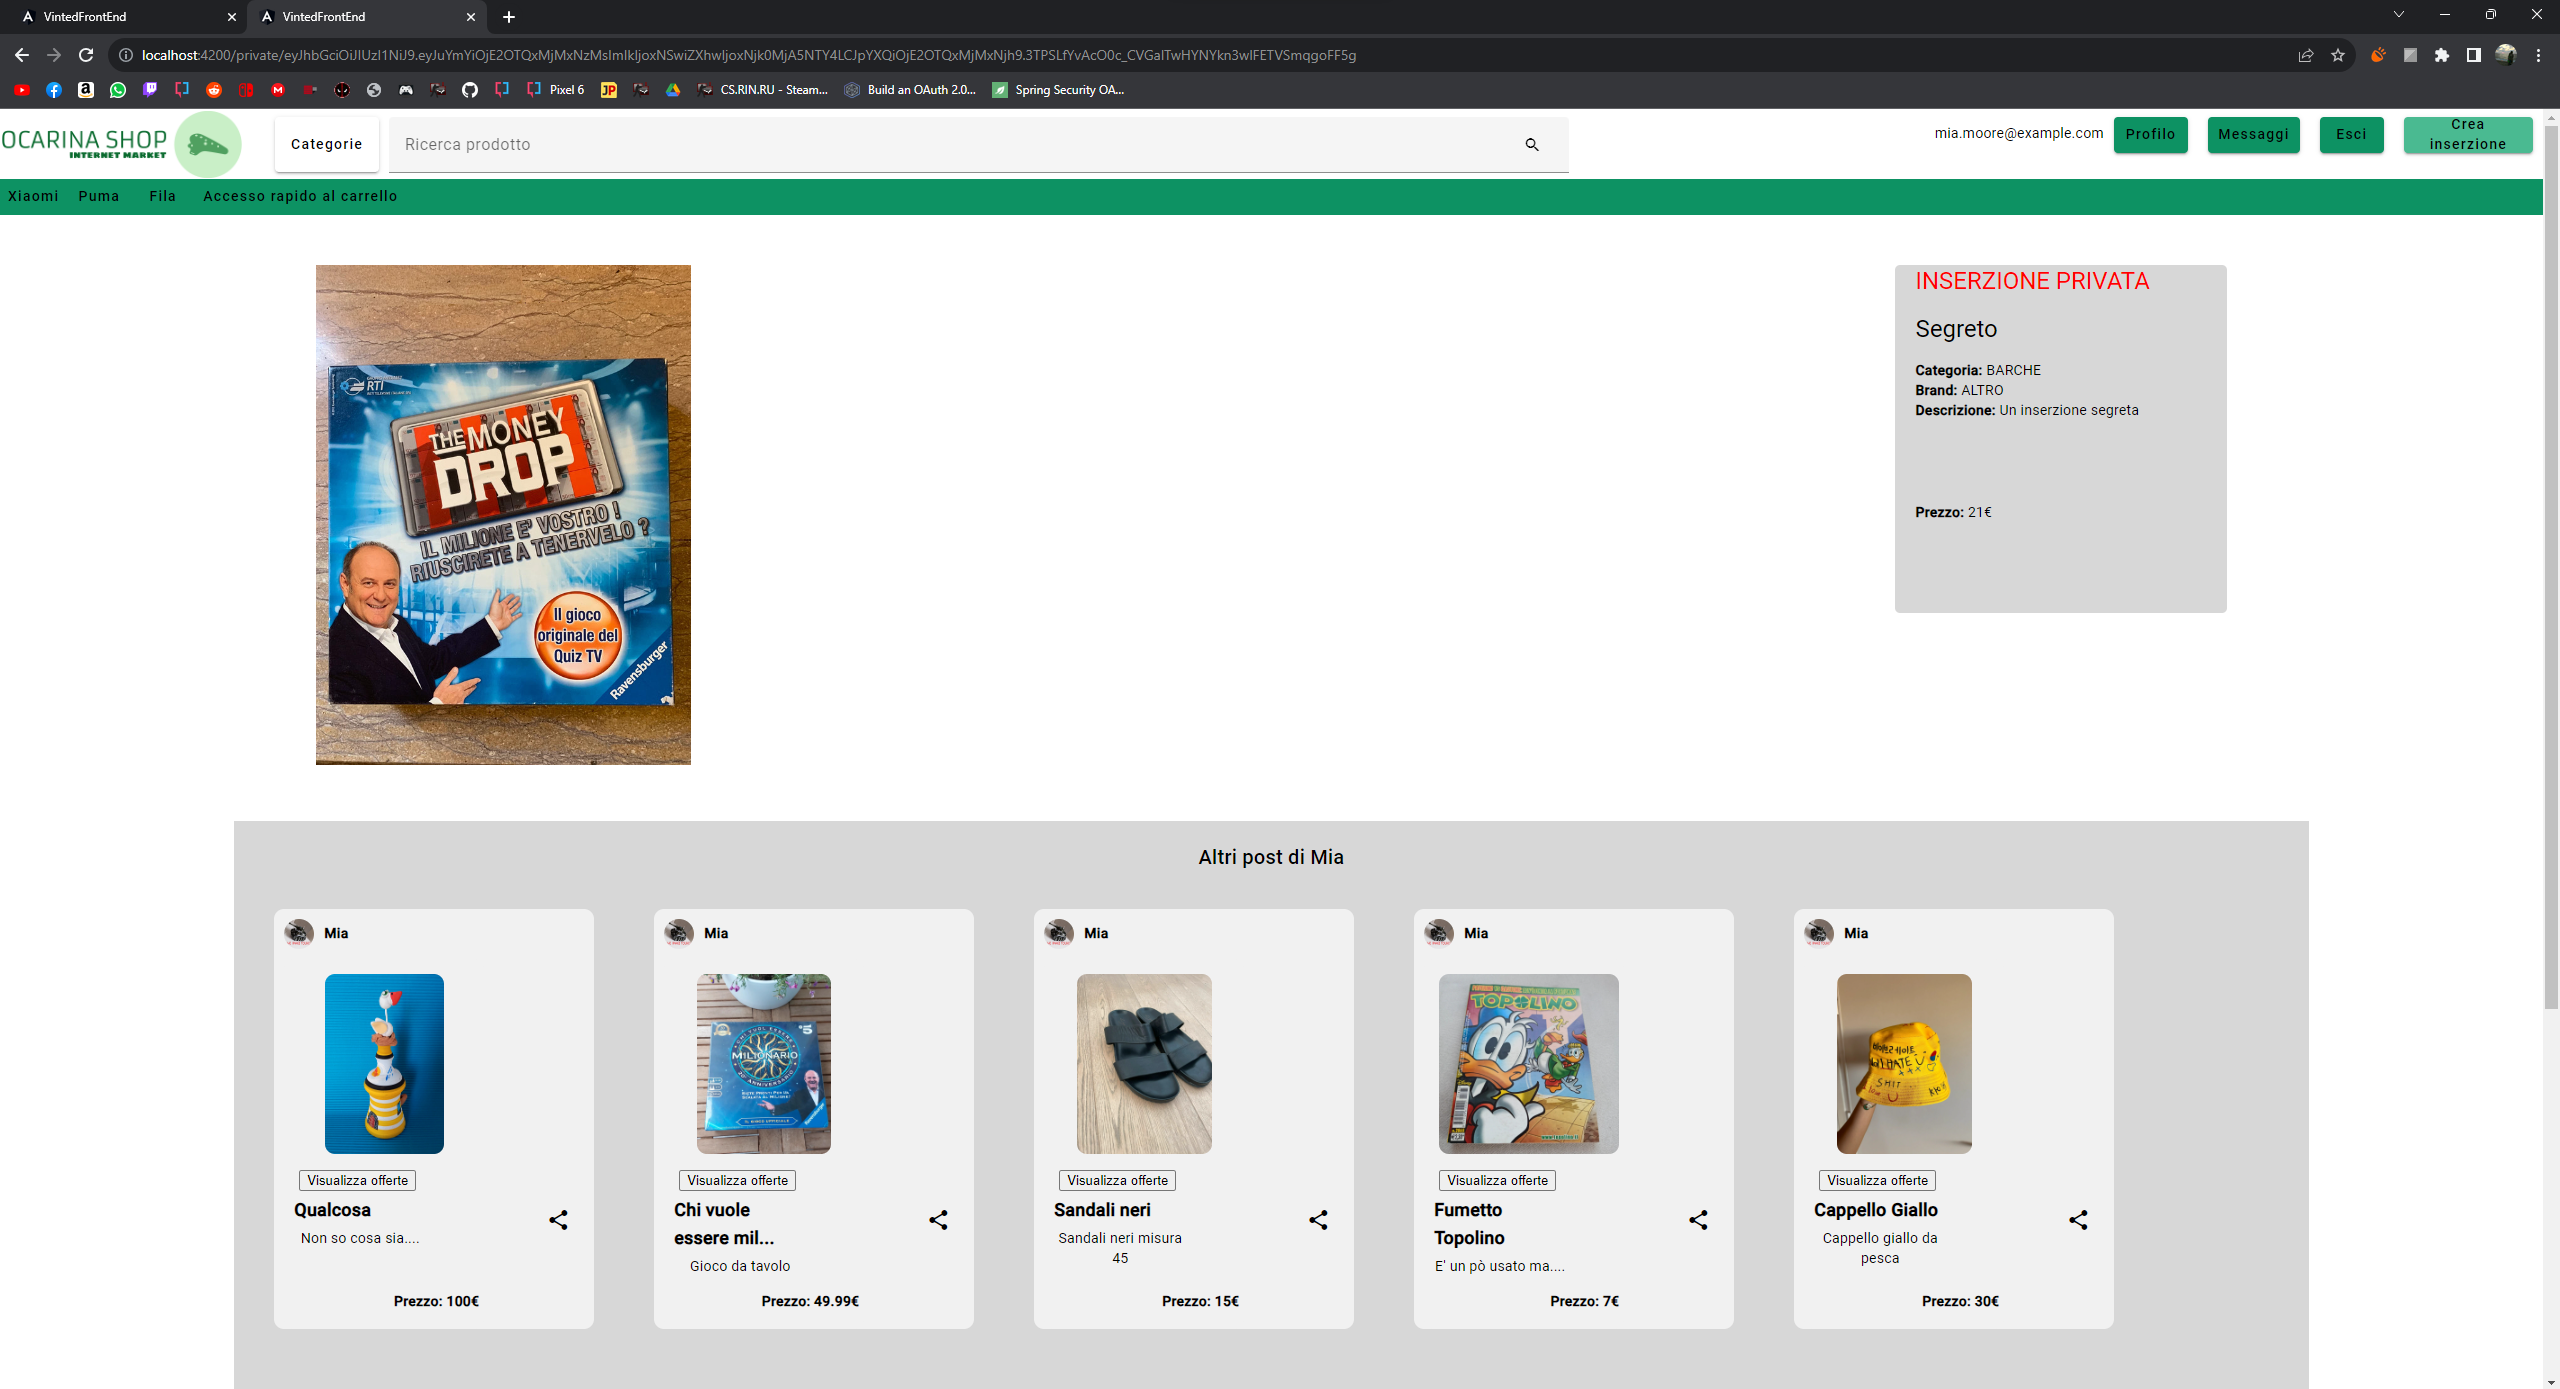 VintedFrontEnd
VintedFrontEnd
Pixel 6
CS.RIN.RU - Steam...
Build an OAuth 2.0...
Spring Security OA...
OCARINA SHOP
INTERNET MARKET
Categorie
Ricerca prodotto
mia.moore@example.com
Profilo
Messaggi
Esci
Crea
inserzione
Xiaomi
Puma
Fila
Accesso rapido al carrello
RTI
THE MONEY
DROP
IL MILIONE E' VOSTRO !
RIUSCIRETE A TENERVELO ?
Il gioco
originale del
Quiz TV
Ravensburger
INSERZIONE PRIVATA
Segreto
Categoria: BARCHE
Brand: ALTRO
Descrizione: Un inserzione segreta
Prezzo: 21€
Altri post di Mia
Mia
Visualizza offerte
Qualcosa
Non so cosa sia....
Prezzo: 100€
Mia
MILIONARIO
Visualizza offerte
Chi vuole
essere mil...
Gioco da tavolo
Prezzo: 49.99€
Mia
Visualizza offerte
Sandali neri
Sandali neri misura
45
Prezzo: 15€
Mia
TOPOLINO
Visualizza offerte
Fumetto
Topolino
E' un pò usato ma....
Prezzo: 7€
Mia
HATE
SHIT
Visualizza offerte
Cappello Giallo
Cappello giallo da
pesca
Prezzo: 30€